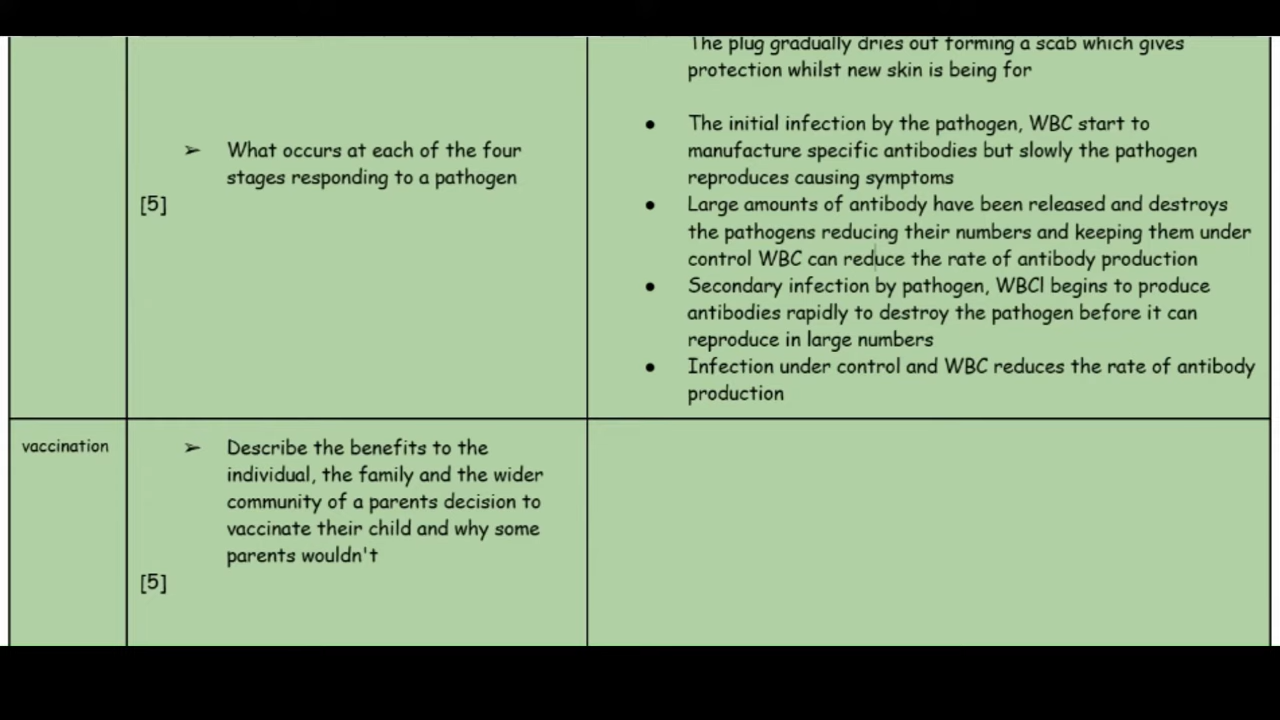 The plug gradually dries out forming a scab which gives
protection whilst new skin is being for
➢ What occurs at each of the four
stages responding to a pathogen
[5]
● The initial infection by the pathogen, WBC start to
manufacture specific antibodies but slowly the pathogen
reproduces causing symptoms
● Large amounts of antibody have been released and destroys
the pathogens reducing their numbers and keeping them under
control WBC can reduce the rate of antibody production
● Secondary infection by pathogen, WBCl begins to produce
antibodies rapidly to destroy the pathogen before it can
reproduce in large numbers
● Infection under control and WBC reduces the rate of antibody
production
vaccination
➢ Describe the benefits to the
individual, the family and the wider
community of a parents decision to
vaccinate their child and why some
parents wouldn't
[5]